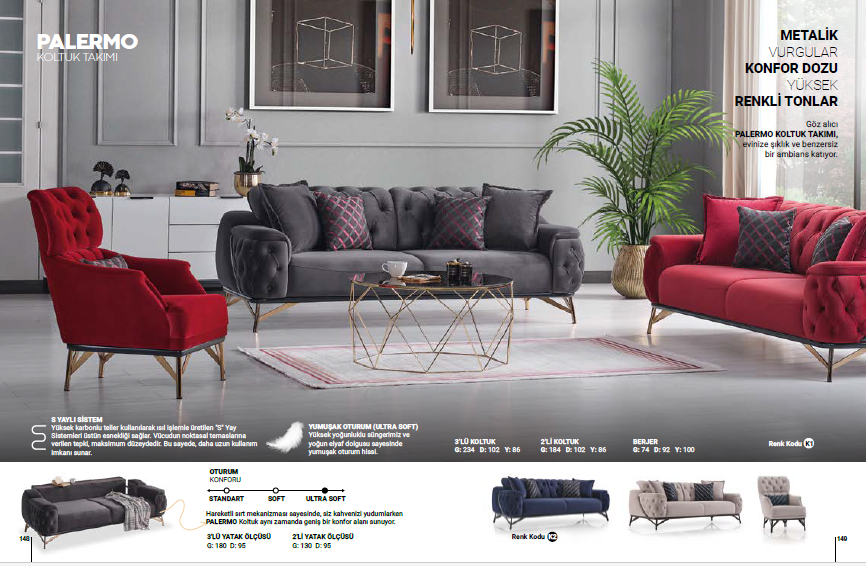 PALERMO
KOLTUK TAKIMI
METALİK
VURGULAR
KONFOR DOZU
YÜKSEK
RENKLİ TONLAR
Göz alıcı
PALERMO KOLTUK TAKIMI,
evinize şıklık ve benzersiz
bir ambians katıyor.
S YAYLI SİSTEM
Yüksek karbonlu teller kullanılarak ısıl işlemle üretilen "S" Yay
Sistemleri üstün esnekliği sağlar. Vücudun noktasal temaslarına
verilen tepki, maksimum düzeydedir. Bu sayede, daha uzun kullanım
imkanı sunar.
YUMUŞAK OTURUM (ULTRA SOFT)
Yüksek yoğunluklu süngerimiz ve
yoğun elyaf dolgusu sayesinde
yumuşak oturum hissi.
3'LÜ KOLTUK
G: 234 D: 102 Y: 86
2'Lİ KOLTUK
G: 184 D: 102 Y: 86
BERJER
G: 74 D: 92 Y: 100
Renk Kodu K1
OTURUM
KONFORU
STANDART SOFT ULTRA SOFT
Hareketli sırt mekanizması sayesinde, siz kahvenizi yudumlarken
PALERMO Koltuk aynı zamanda geniş bir konfor alanı sunuyor.
3'LÜ YATAK ÖLÇÜSÜ
G: 180 D: 95
2'Lİ YATAK ÖLÇÜSÜ
G: 130 D: 95
Renk Kodu K2
148
149